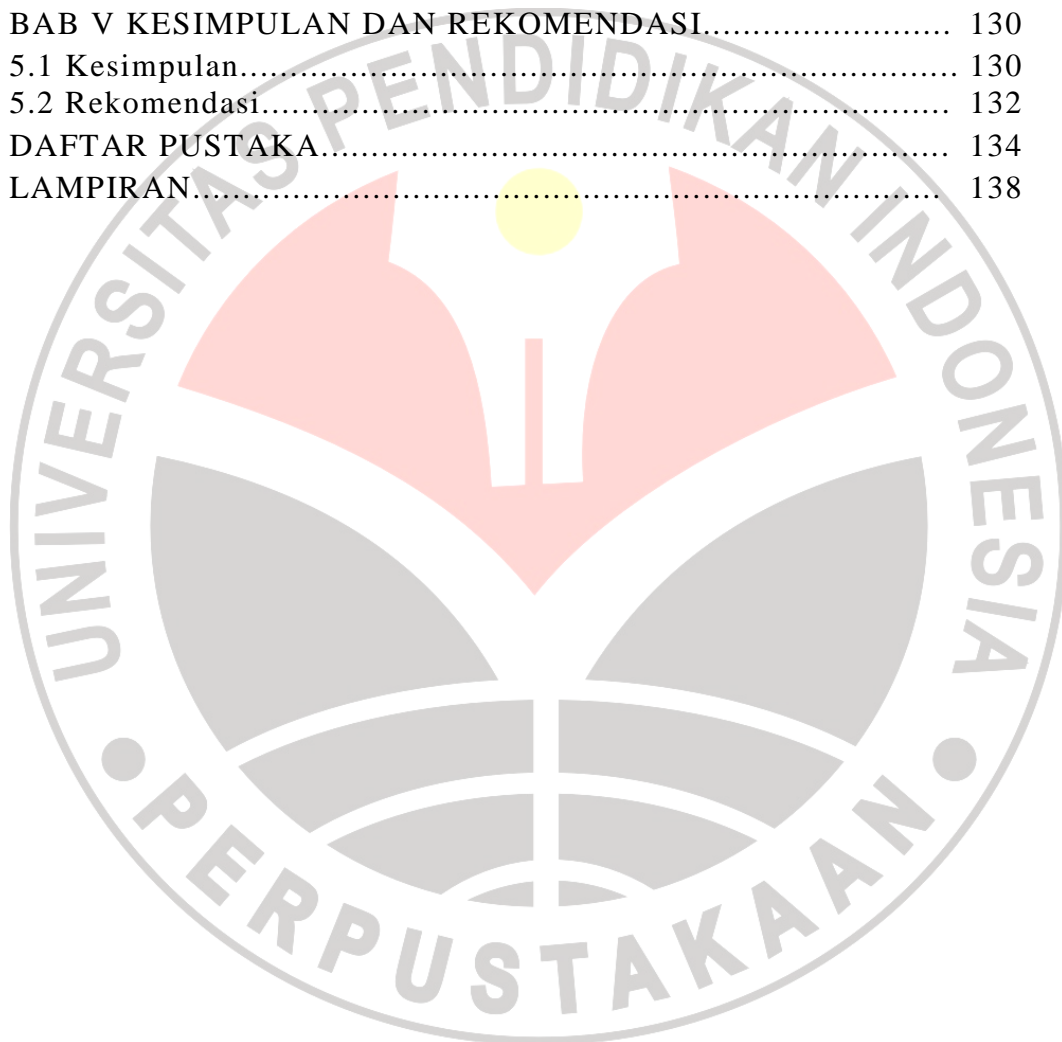 BAB V KESIMPULAN DAN REKOMENDASI........................ 130
5.1 Kesimpulan..................................................................... 130
5.2 Rekomendasi.................................................................. 132
DAFTAR PUSTAKA............................................................ 134
LAMPIRAN........................................................................ 138
UNIVERSITAS PENDIDIKAN INDONESIA
PERPUSTAKAAN